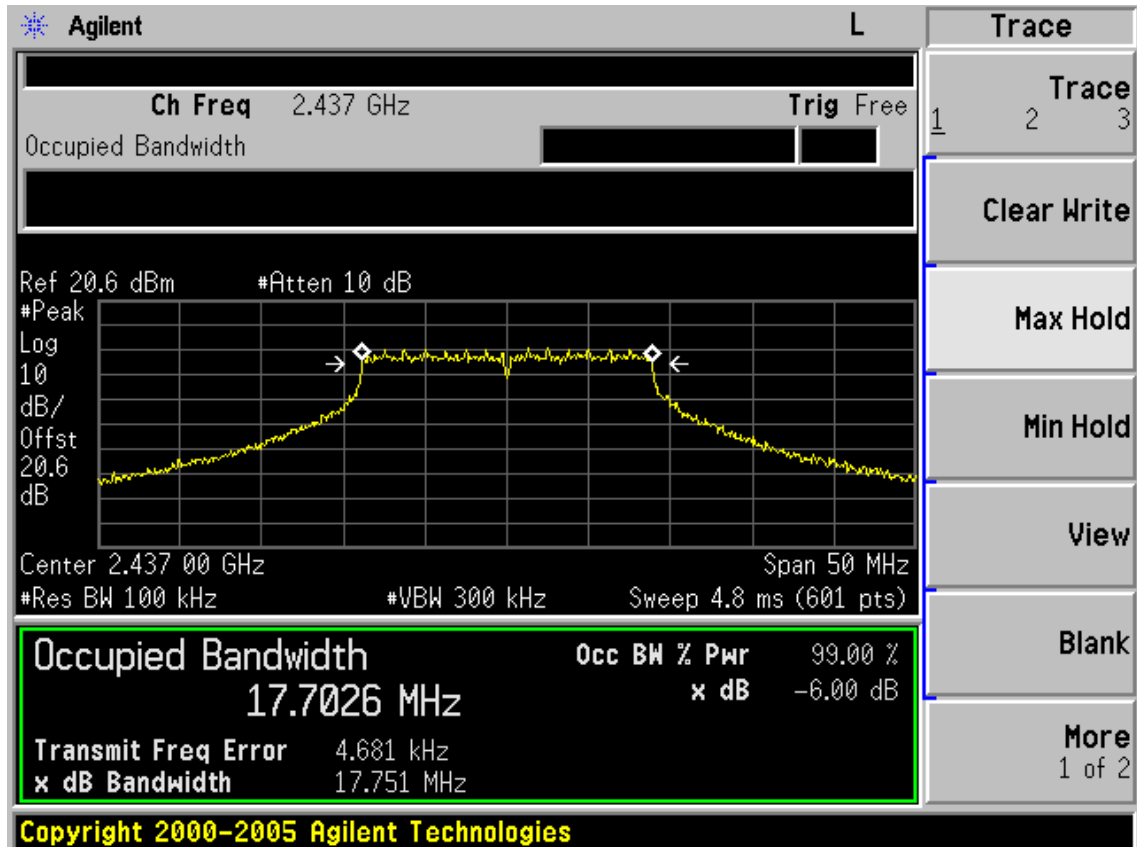 Agilent L
Ch Freq 2.437 GHz Trig Free
Occupied Bandwidth
Ref 20.6 dBm #Atten 10 dB
#Peak
Log
10
dB/
Offst
20.6
dB
Center 2.437 00 GHz Span 50 MHz
#Res BW 100 kHz #VBW 300 kHz Sweep 4.8 ms (601 pts)
Occupied Bandwidth Occ BW % Pwr 99.00 %
17.7026 MHz x dB -6.00 dB
Transmit Freq Error 4.681 kHz
x dB Bandwidth 17.751 MHz
Copyright 2000-2005 Agilent Technologies
Trace
Trace
1 2 3
Clear Write
Max Hold
Min Hold
View
Blank
More
1 of 2